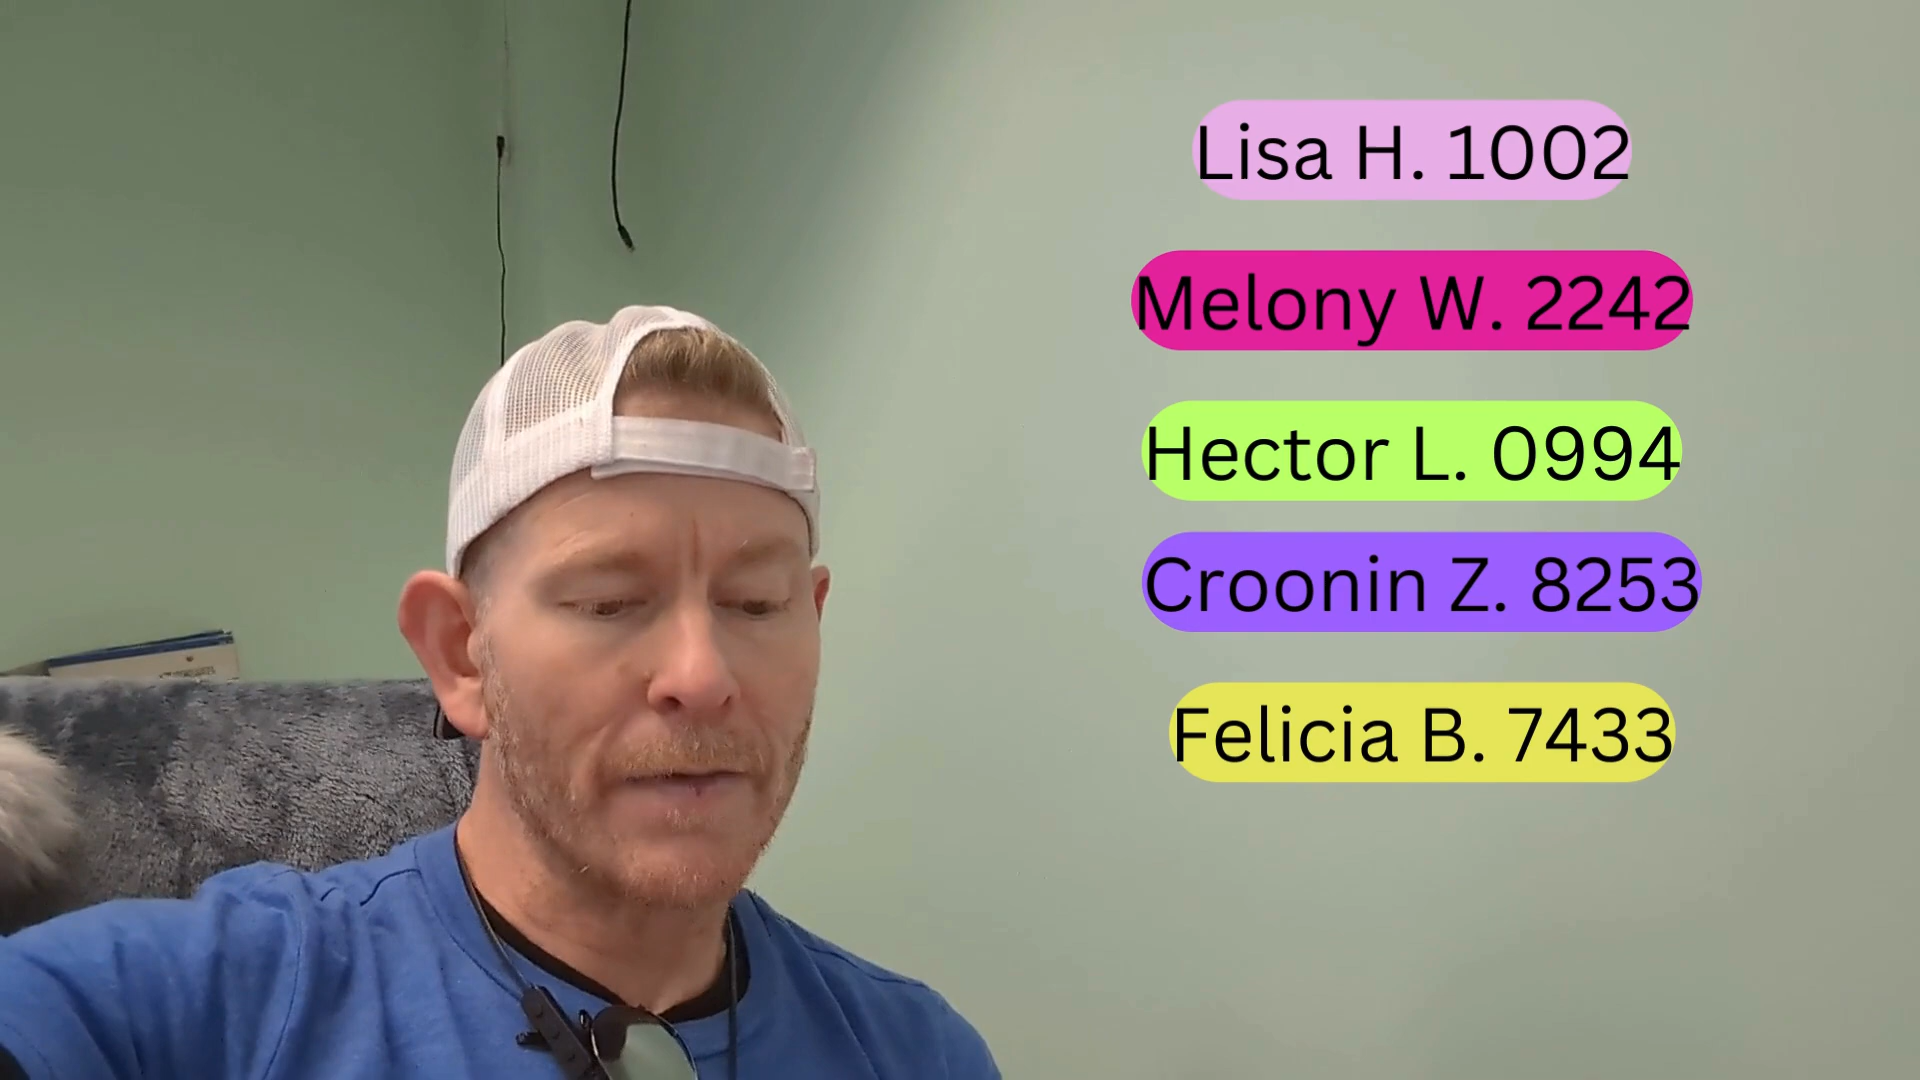 Lisa H. 1002
Melony W. 2242
Hector L. 0994
Croonin Z. 8253
Felicia B. 7433